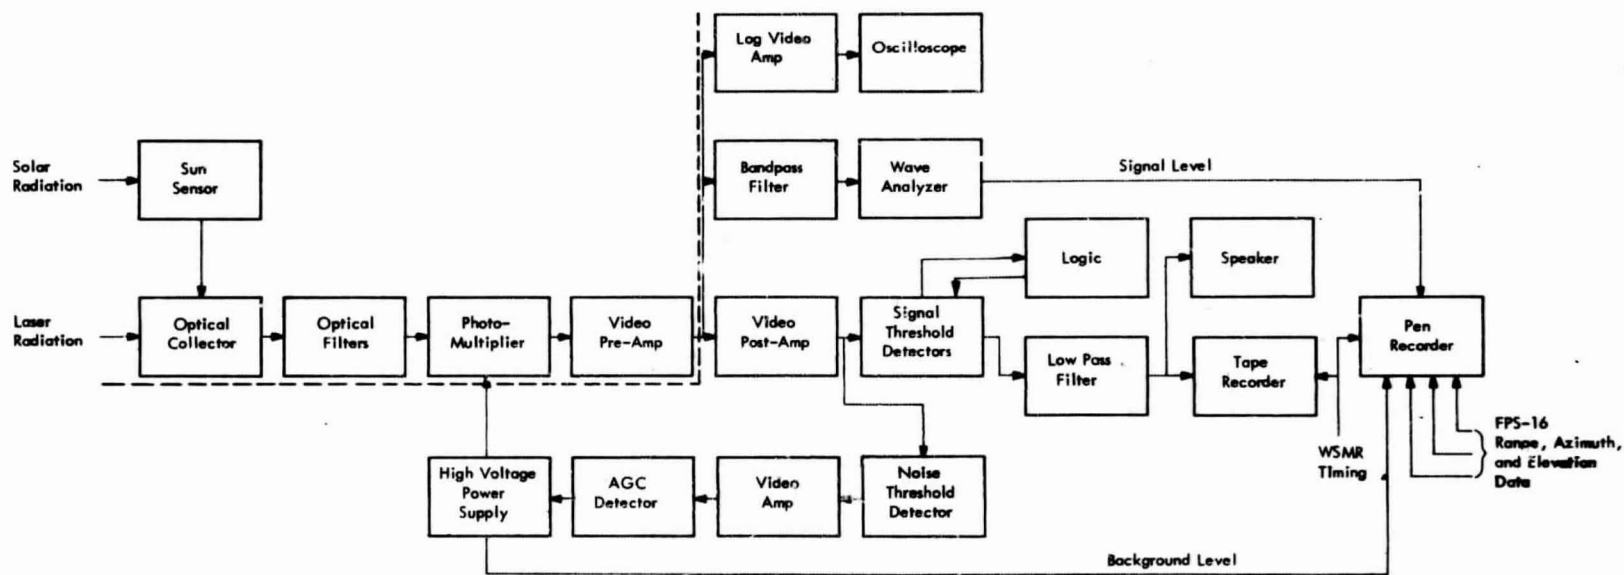 Log Video
Amp
Oscilloscope
Solar
Radiation
Sun
Sensor
Bandpass
Filter
Wave
Analyzer
Signal Level
Logic
Speaker
Laser
Radiation
Optical
Collector
Optical
Filters
Photo-
Multiplier
Video
Pre-Amp
Video
Post-Amp
Signal
Threshold
Detectors
Low Pass
Filter
Tape
Recorder
Pen
Recorder
High Voltage
Power
Supply
AGC
Detector
Video
Amp
Noise
Threshold
Detector
WSMR
Timing
FPS-16
Range, Azimuth,
and Elevation
Data
Background Level